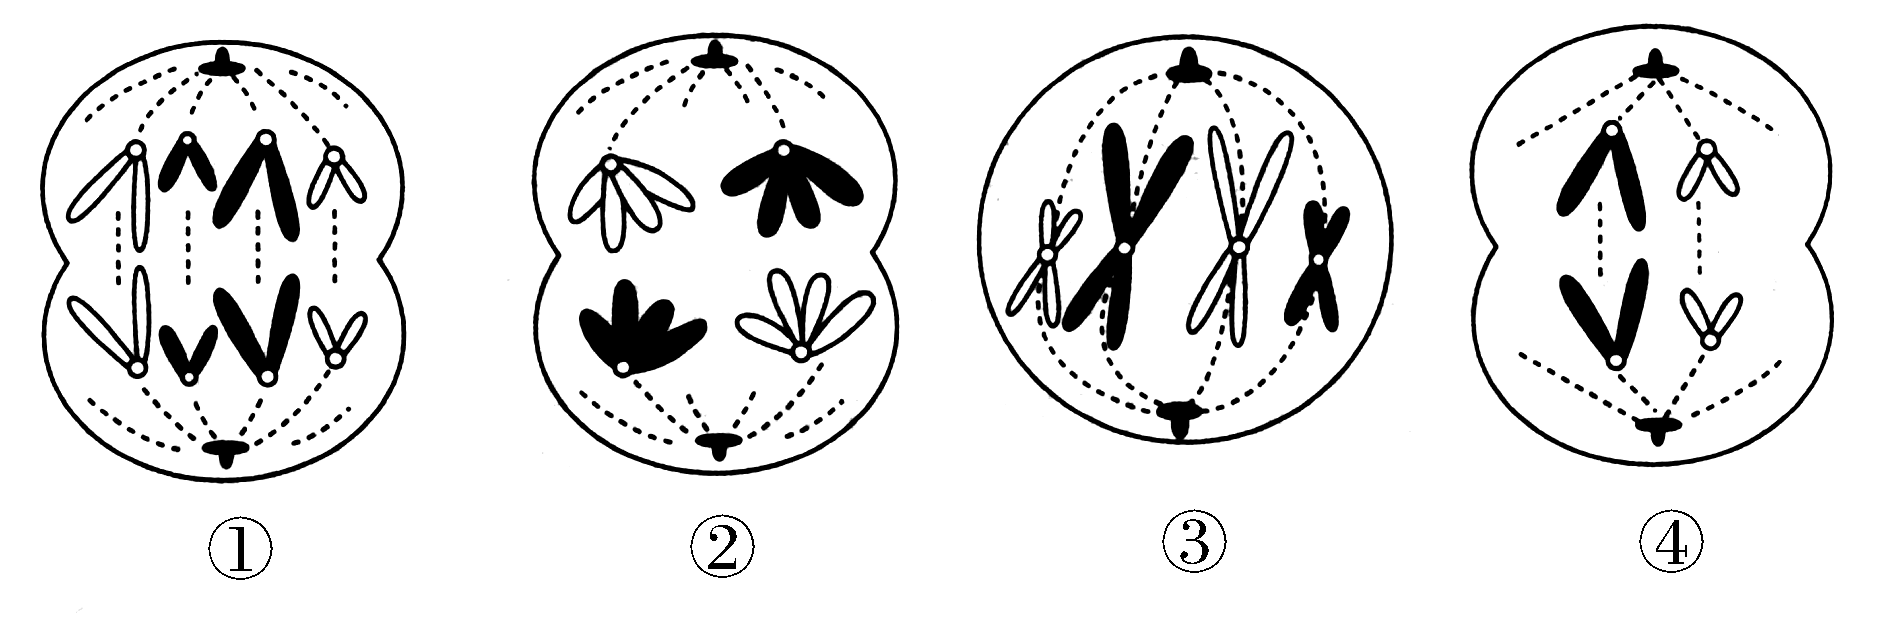 ① ② ③ ④